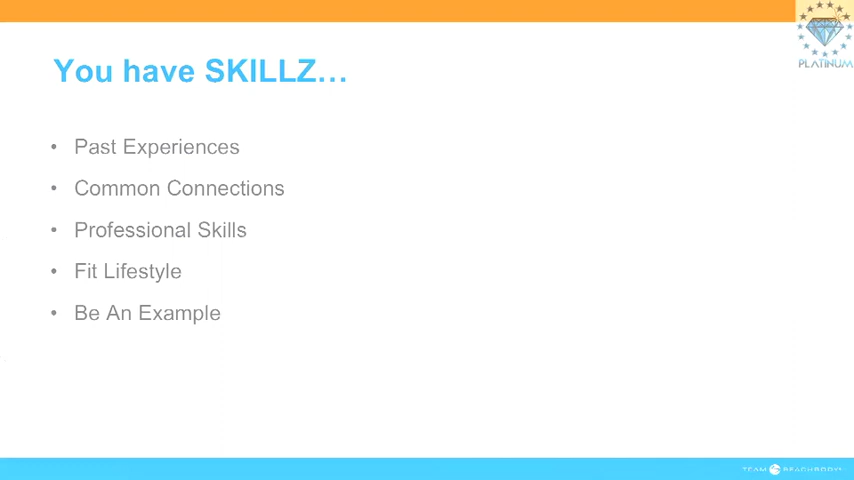 PLATINUM
You have SKILLZ…
• Past Experiences
• Common Connections
• Professional Skills
• Fit Lifestyle
• Be An Example
TEAM BEACHBODY